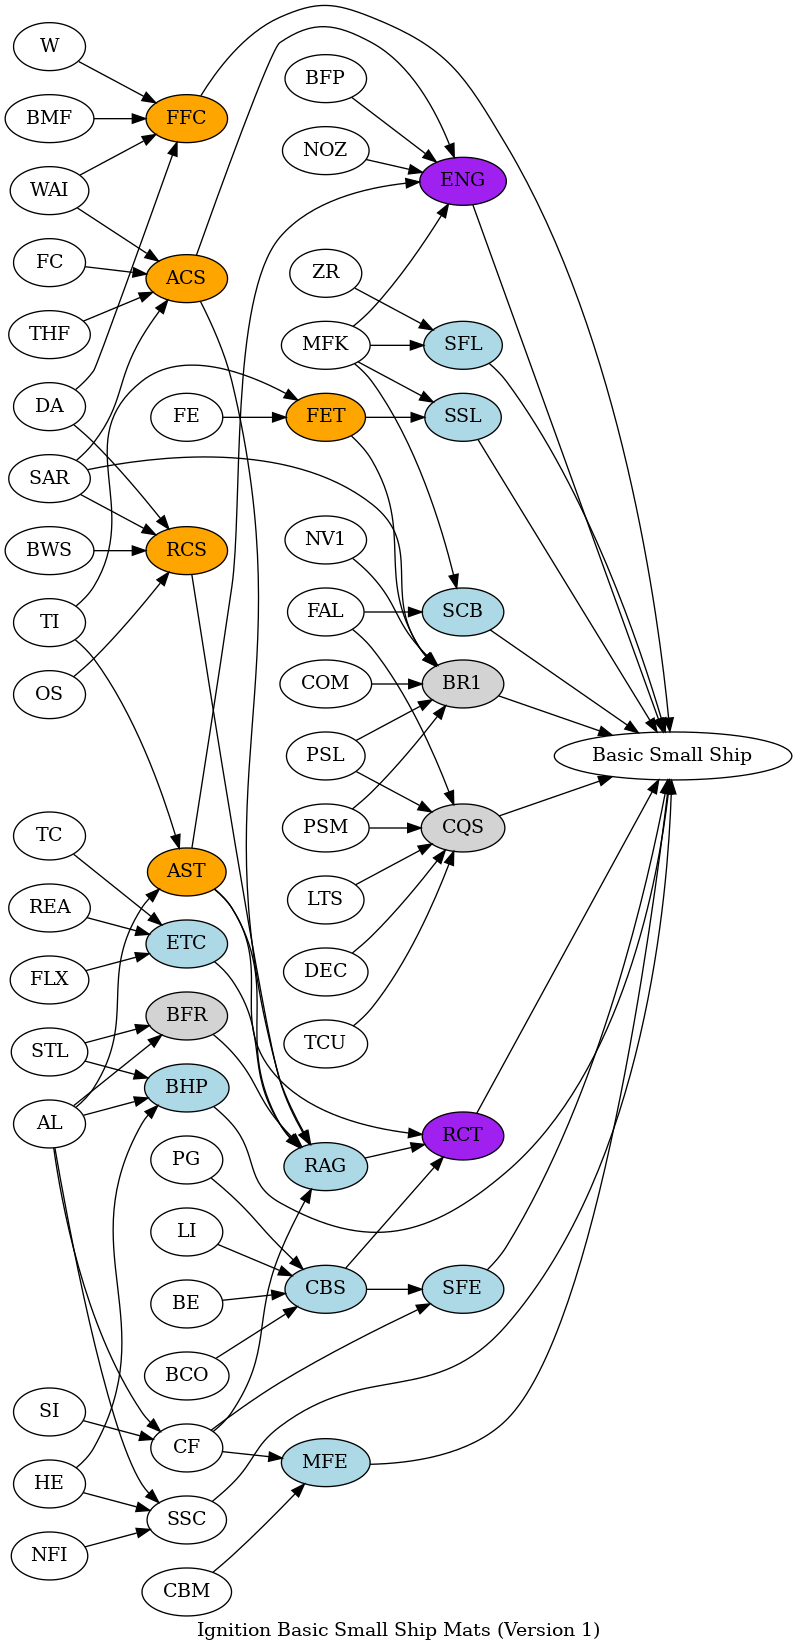 W
BMF
WAI
FC
THF
DA
SAR
BWS
TI
OS
TC
REA
FLX
STL
AL
SI
HE
NFI
FFC
ACS
FE
RCS
AST
ETC
BFR
BHP
PG
LI
BE
BCO
CF
SSC
CBM
BFP
NOZ
ZR
MFK
FET
NV1
FAL
COM
PSL
PSM
LTS
DEC
TCU
RAG
CBS
MFE
ENG
SFL
SSL
SCB
BR1
CQS
RCT
SFE
Basic Small Ship
Ignition Basic Small Ship Mats (Version 1)